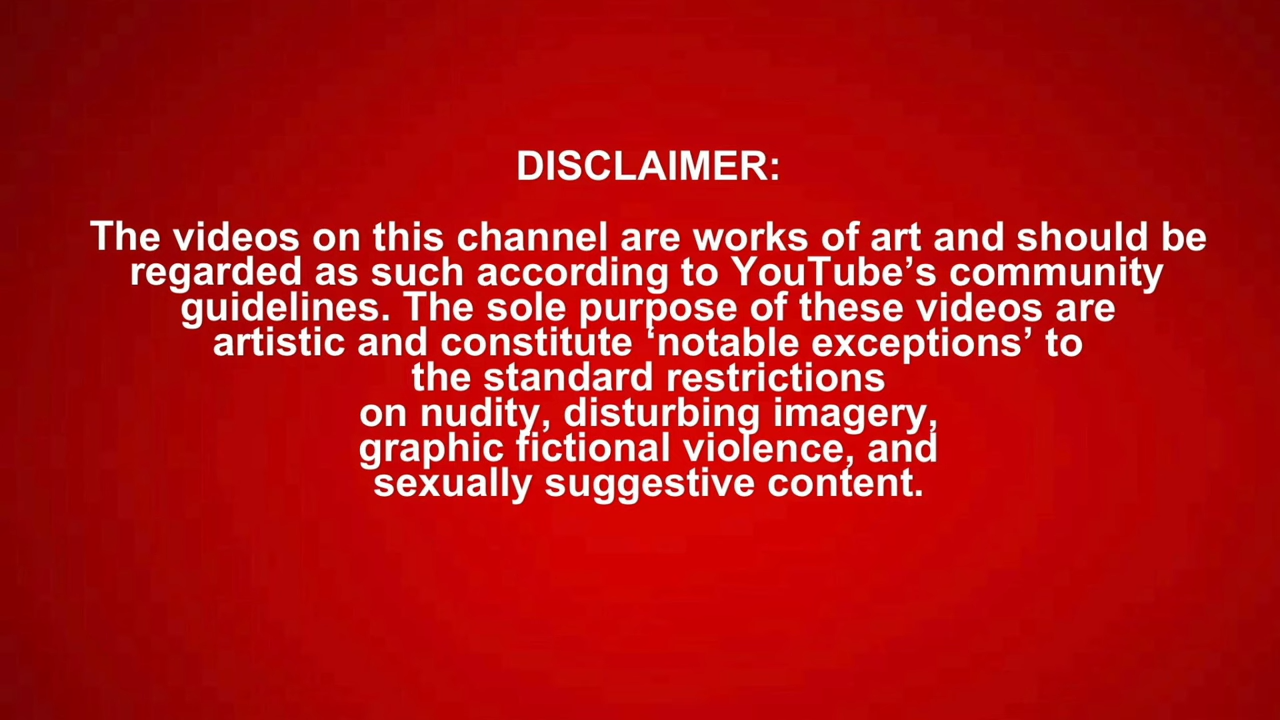 DISCLAIMER:
The videos on this channel are works of art and should be
regarded as such according to YouTube’s community
guidelines. The sole purpose of these videos are
artistic and constitute ‘notable exceptions’ to
the standard restrictions
on nudity, disturbing imagery,
graphic fictional violence, and
sexually suggestive content.